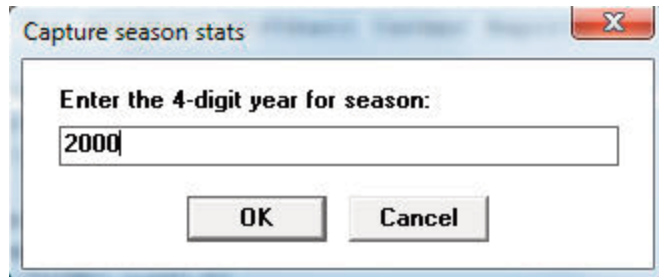 Capture season stats
Enter the 4-digit year for season:
2000
OK
Cancel